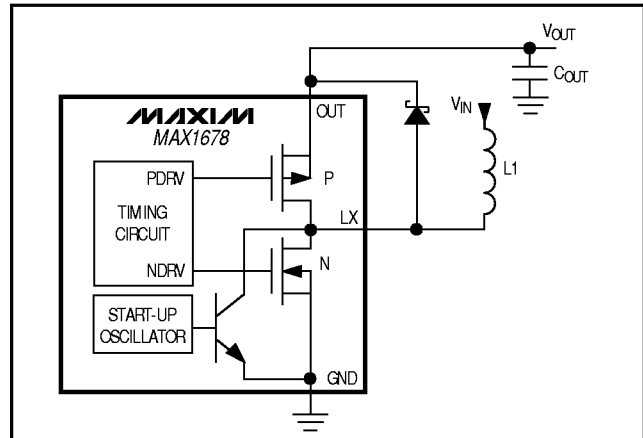 VOUT
COUT
OUT
VIN
MAXIM
MAX1678
L1
PDRV
P
TIMING
CIRCUIT
LX
NDRV
N
START-UP
OSCILLATOR
GND